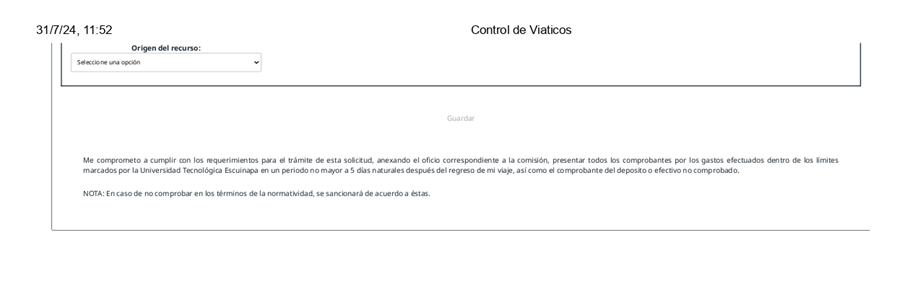 31/7/24, 11:52 Control de Viaticos
Origen del recurso:
Seleccione una opción
Guardar
Me comprometo a cumplir con los requerimientos para el trámite de esta solicitud, anexando el oficio correspondiente a la comisión, presentar todos los comprobantes por los gastos efectuados dentro de los límites
marcados por la Universidad Tecnológica Escuinapa en un periodo no mayor a 5 días naturales después del regreso de mi viaje, así como el comprobante del deposito o efectivo no comprobado.
NOTA: En caso de no comprobar en los términos de la normatividad, se sancionará de acuerdo a éstas.